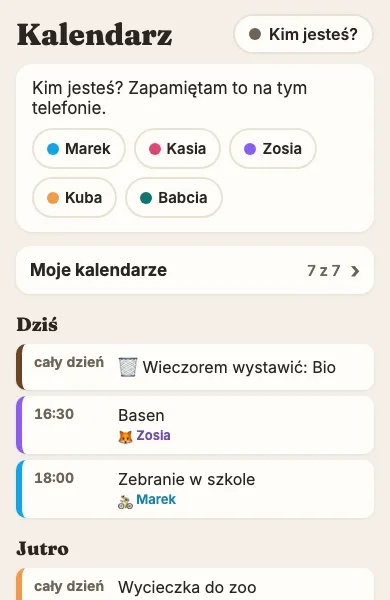 Kalendarz
Kim jesteś?
Kim jesteś? Zapamiętam to na tym
telefonie.
Marek
Kasia
Zosia
Kuba
Babcia
Moje kalendarze
7 z 7
Dziś
cały dzień
Wieczorem wystawić: Bio
16:30
Basen
Zosia
18:00
Zebranie w szkole
Marek
Jutro
cały dzień
Wycieczka do zoo